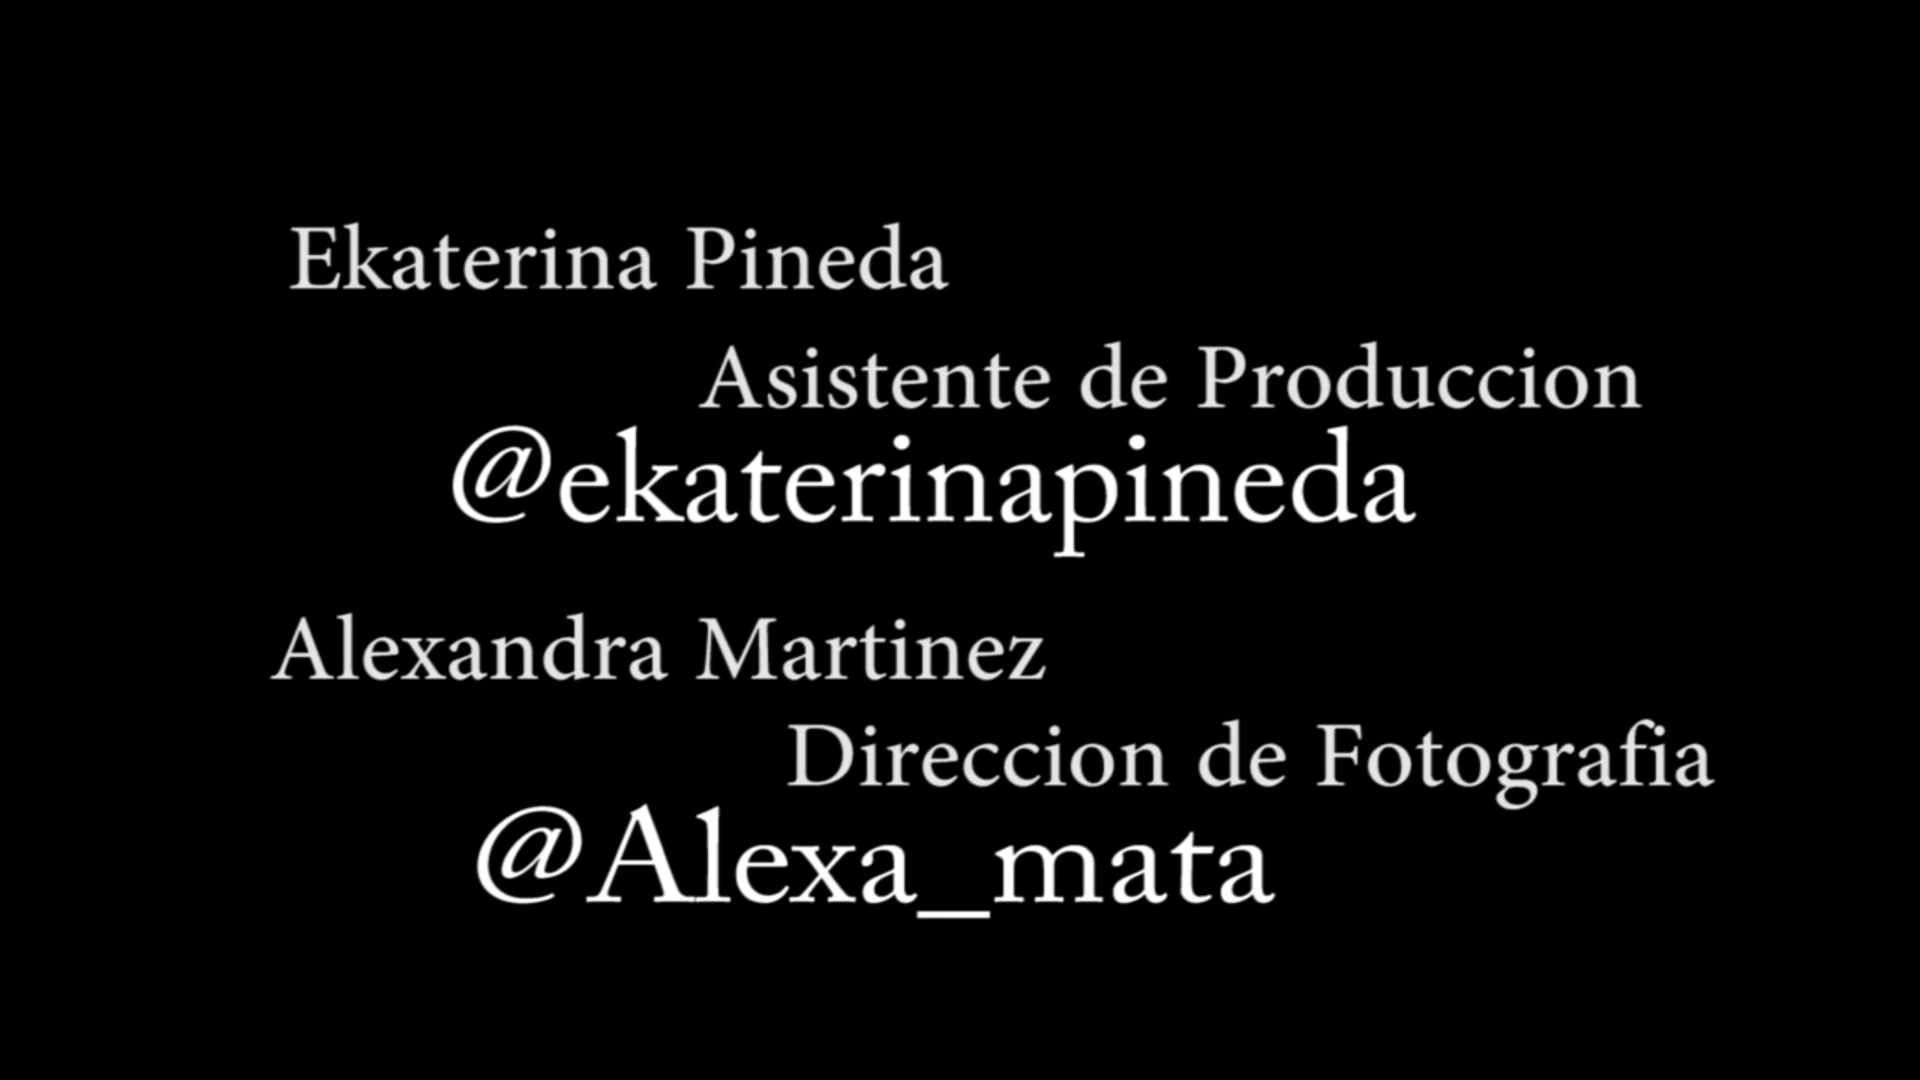 Ekaterina Pineda
Asistente de Produccion
@ekaterinapineda
Alexandra Martinez
Direccion de Fotografia
@Alexa_mata